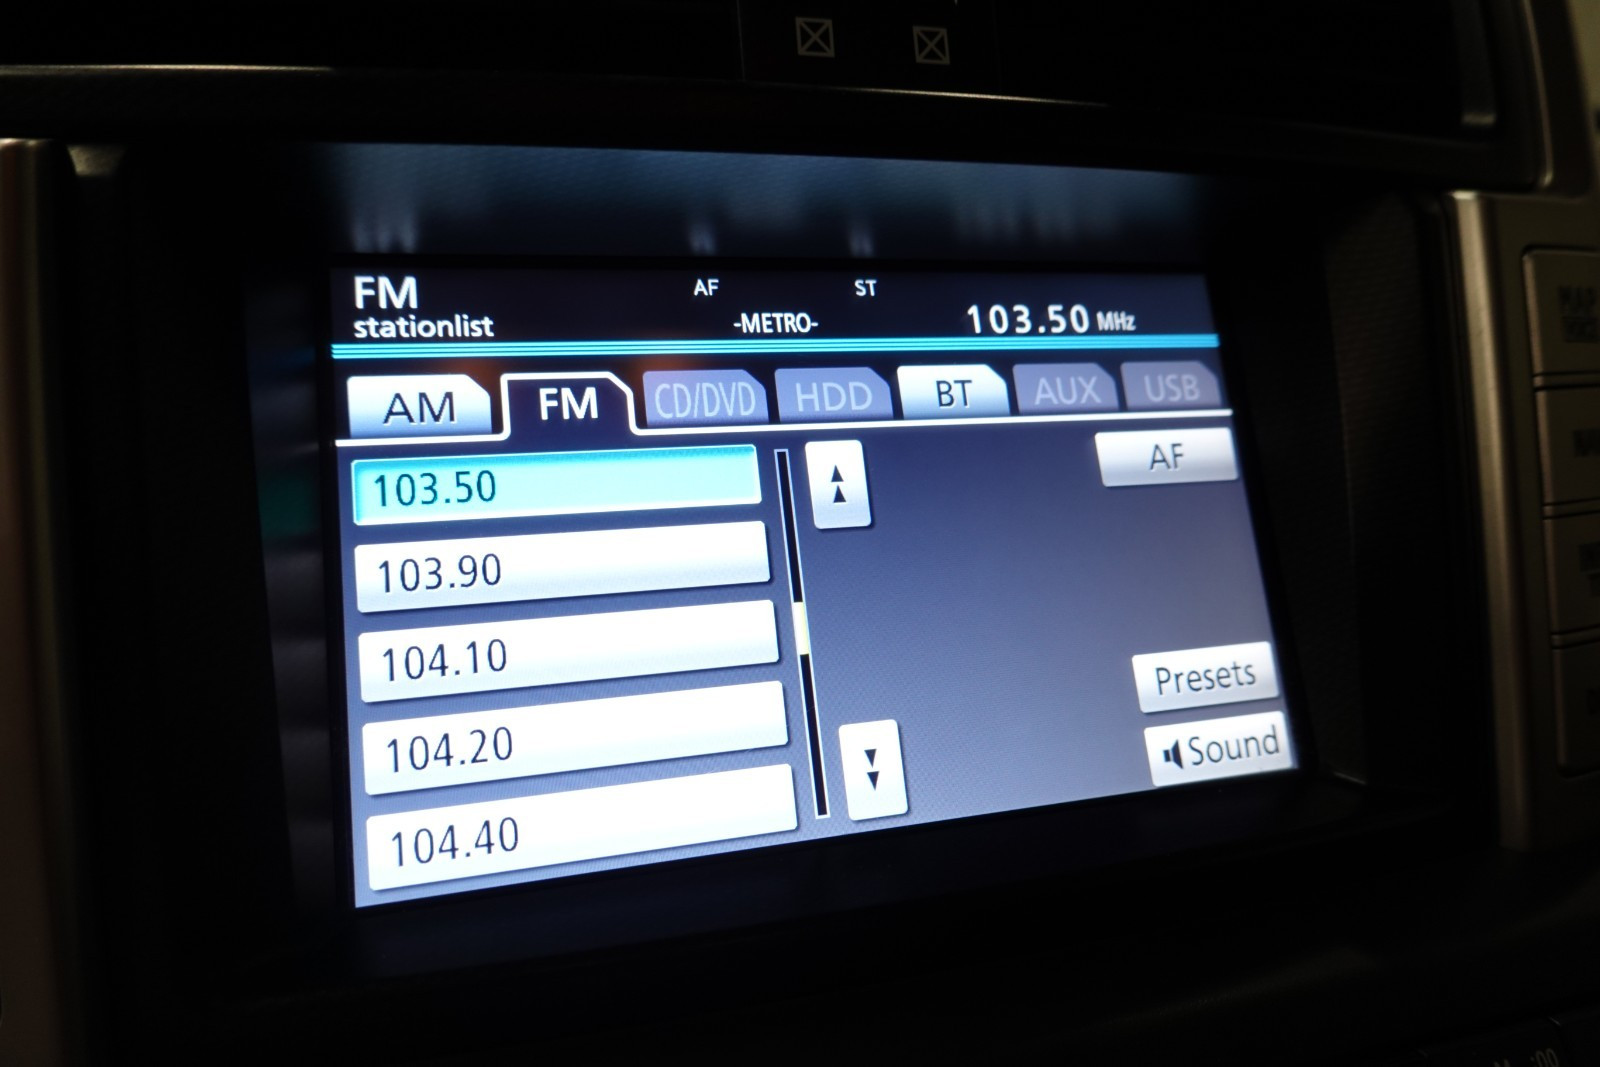 FM AF ST
stationlist -METRO- 103.50 MHz
AM FM CD/DVD HDD BT AUX USB
103.50 AF
103.90
104.10
104.20 Presets
104.40 Sound